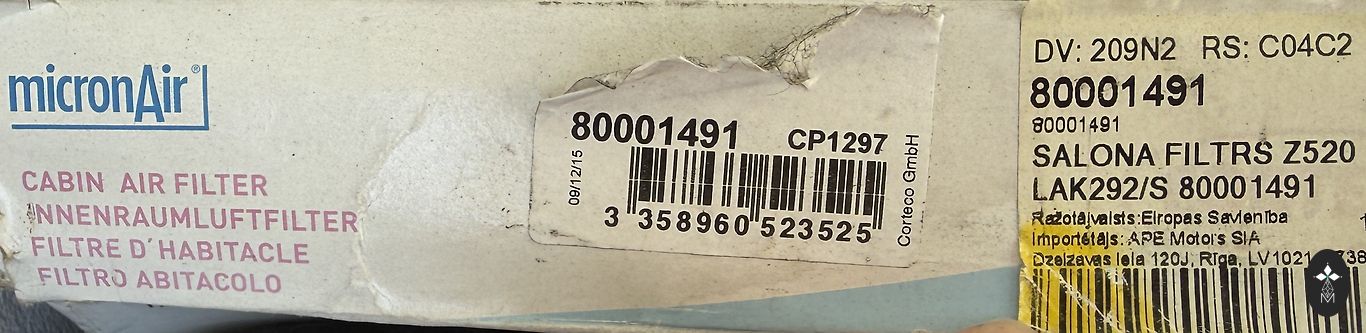 micronAir®
CABIN AIR FILTER
INNENRAUMLUFTFILTER
FILTRE D'HABITACLE
FILTRO ABITACOLO
80001491 CP1297
09/12/15
3 358960 523525
Corteco GmbH
DV: 209N2 RS: C04C2
80001491
80001491
SALONA FILTRS Z520
LAK292/S 80001491
Ražotājvalsts: Eiropas Savienība
Importētājs: APE Motors SIA
Dzelzavas iela 120J, Rīga, LV1021
M